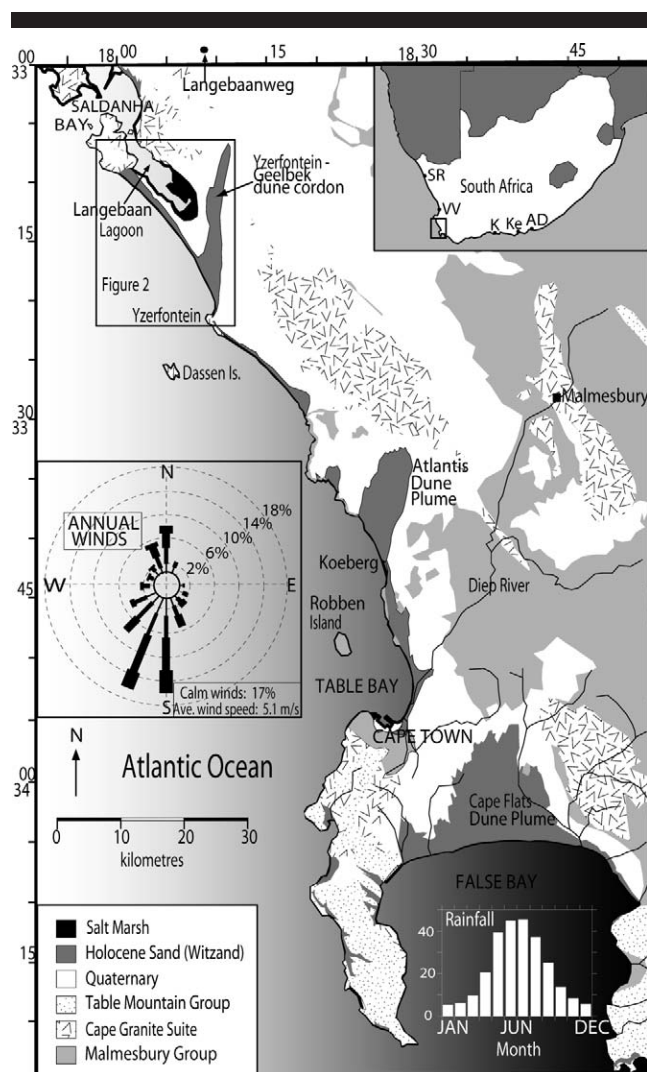 00
33
18 00
15
18 30
45
Langebaanweg
SALDANHA
BAY
Yzerfontein -
Geelbek
dune cordon
Langebaan
Lagoon
Figure 2
Yzerfontein
15
SR
VV
South Africa
K Ke AD
Dassen Is.
30
33
Malmesbury
Atlantis
Dune
Plume
N
ANNUAL
WINDS
18%
14%
10%
6%
2%
W
E
S
Calm winds: 17%
Ave. wind speed: 5.1 m/s
45
Koeberg
Diep River
Robben
Island
TABLE BAY
CAPE TOWN
N
Atlantic Ocean
00
34
0 10 20 30
kilometres
Cape Flats
Dune Plume
FALSE BAY
Rainfall
40
20
0
JAN JUN DEC
Month
15
Salt Marsh
Holocene Sand (Witzand)
Quaternary
Table Mountain Group
Cape Granite Suite
Malmesbury Group